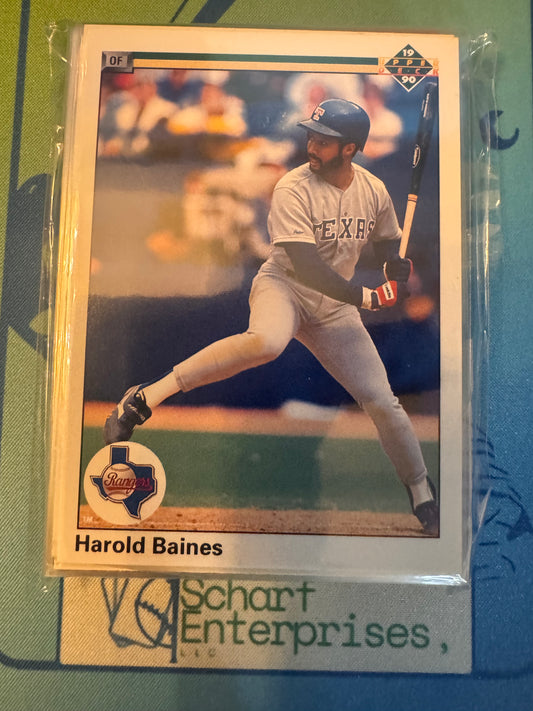 OF
19
UPPER
DECK
90
TEXAS
Rangers
TM
Harold Baines
Schart
Enterprises,
LLC